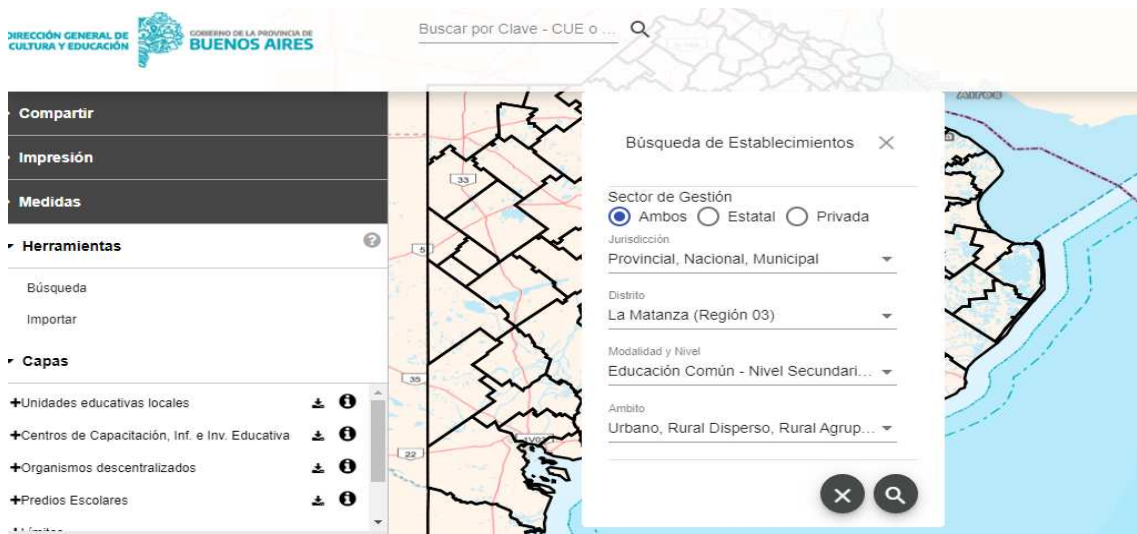 DIRECCIÓN GENERAL DE
CULTURA Y EDUCACIÓN
GOBIERNO DE LA PROVINCIA DE
BUENOS AIRES
Buscar por Clave - CUE o ...
Compartir
Impresión
Medidas
Herramientas
Búsqueda
Importar
Capas
+Unidades educativas locales
+Centros de Capacitación, Inf. e Inv. Educativa
+Organismos descentralizados
+Predios Escolares
33
5
35
22
Búsqueda de Establecimientos
Sector de Gestión
Ambos Estatal Privada
Jurisdicción
Provincial, Nacional, Municipal
Distrito
La Matanza (Región 03)
Modalidad y Nivel
Educación Común - Nivel Secundari...
Ambito
Urbano, Rural Disperso, Rural Agrup...